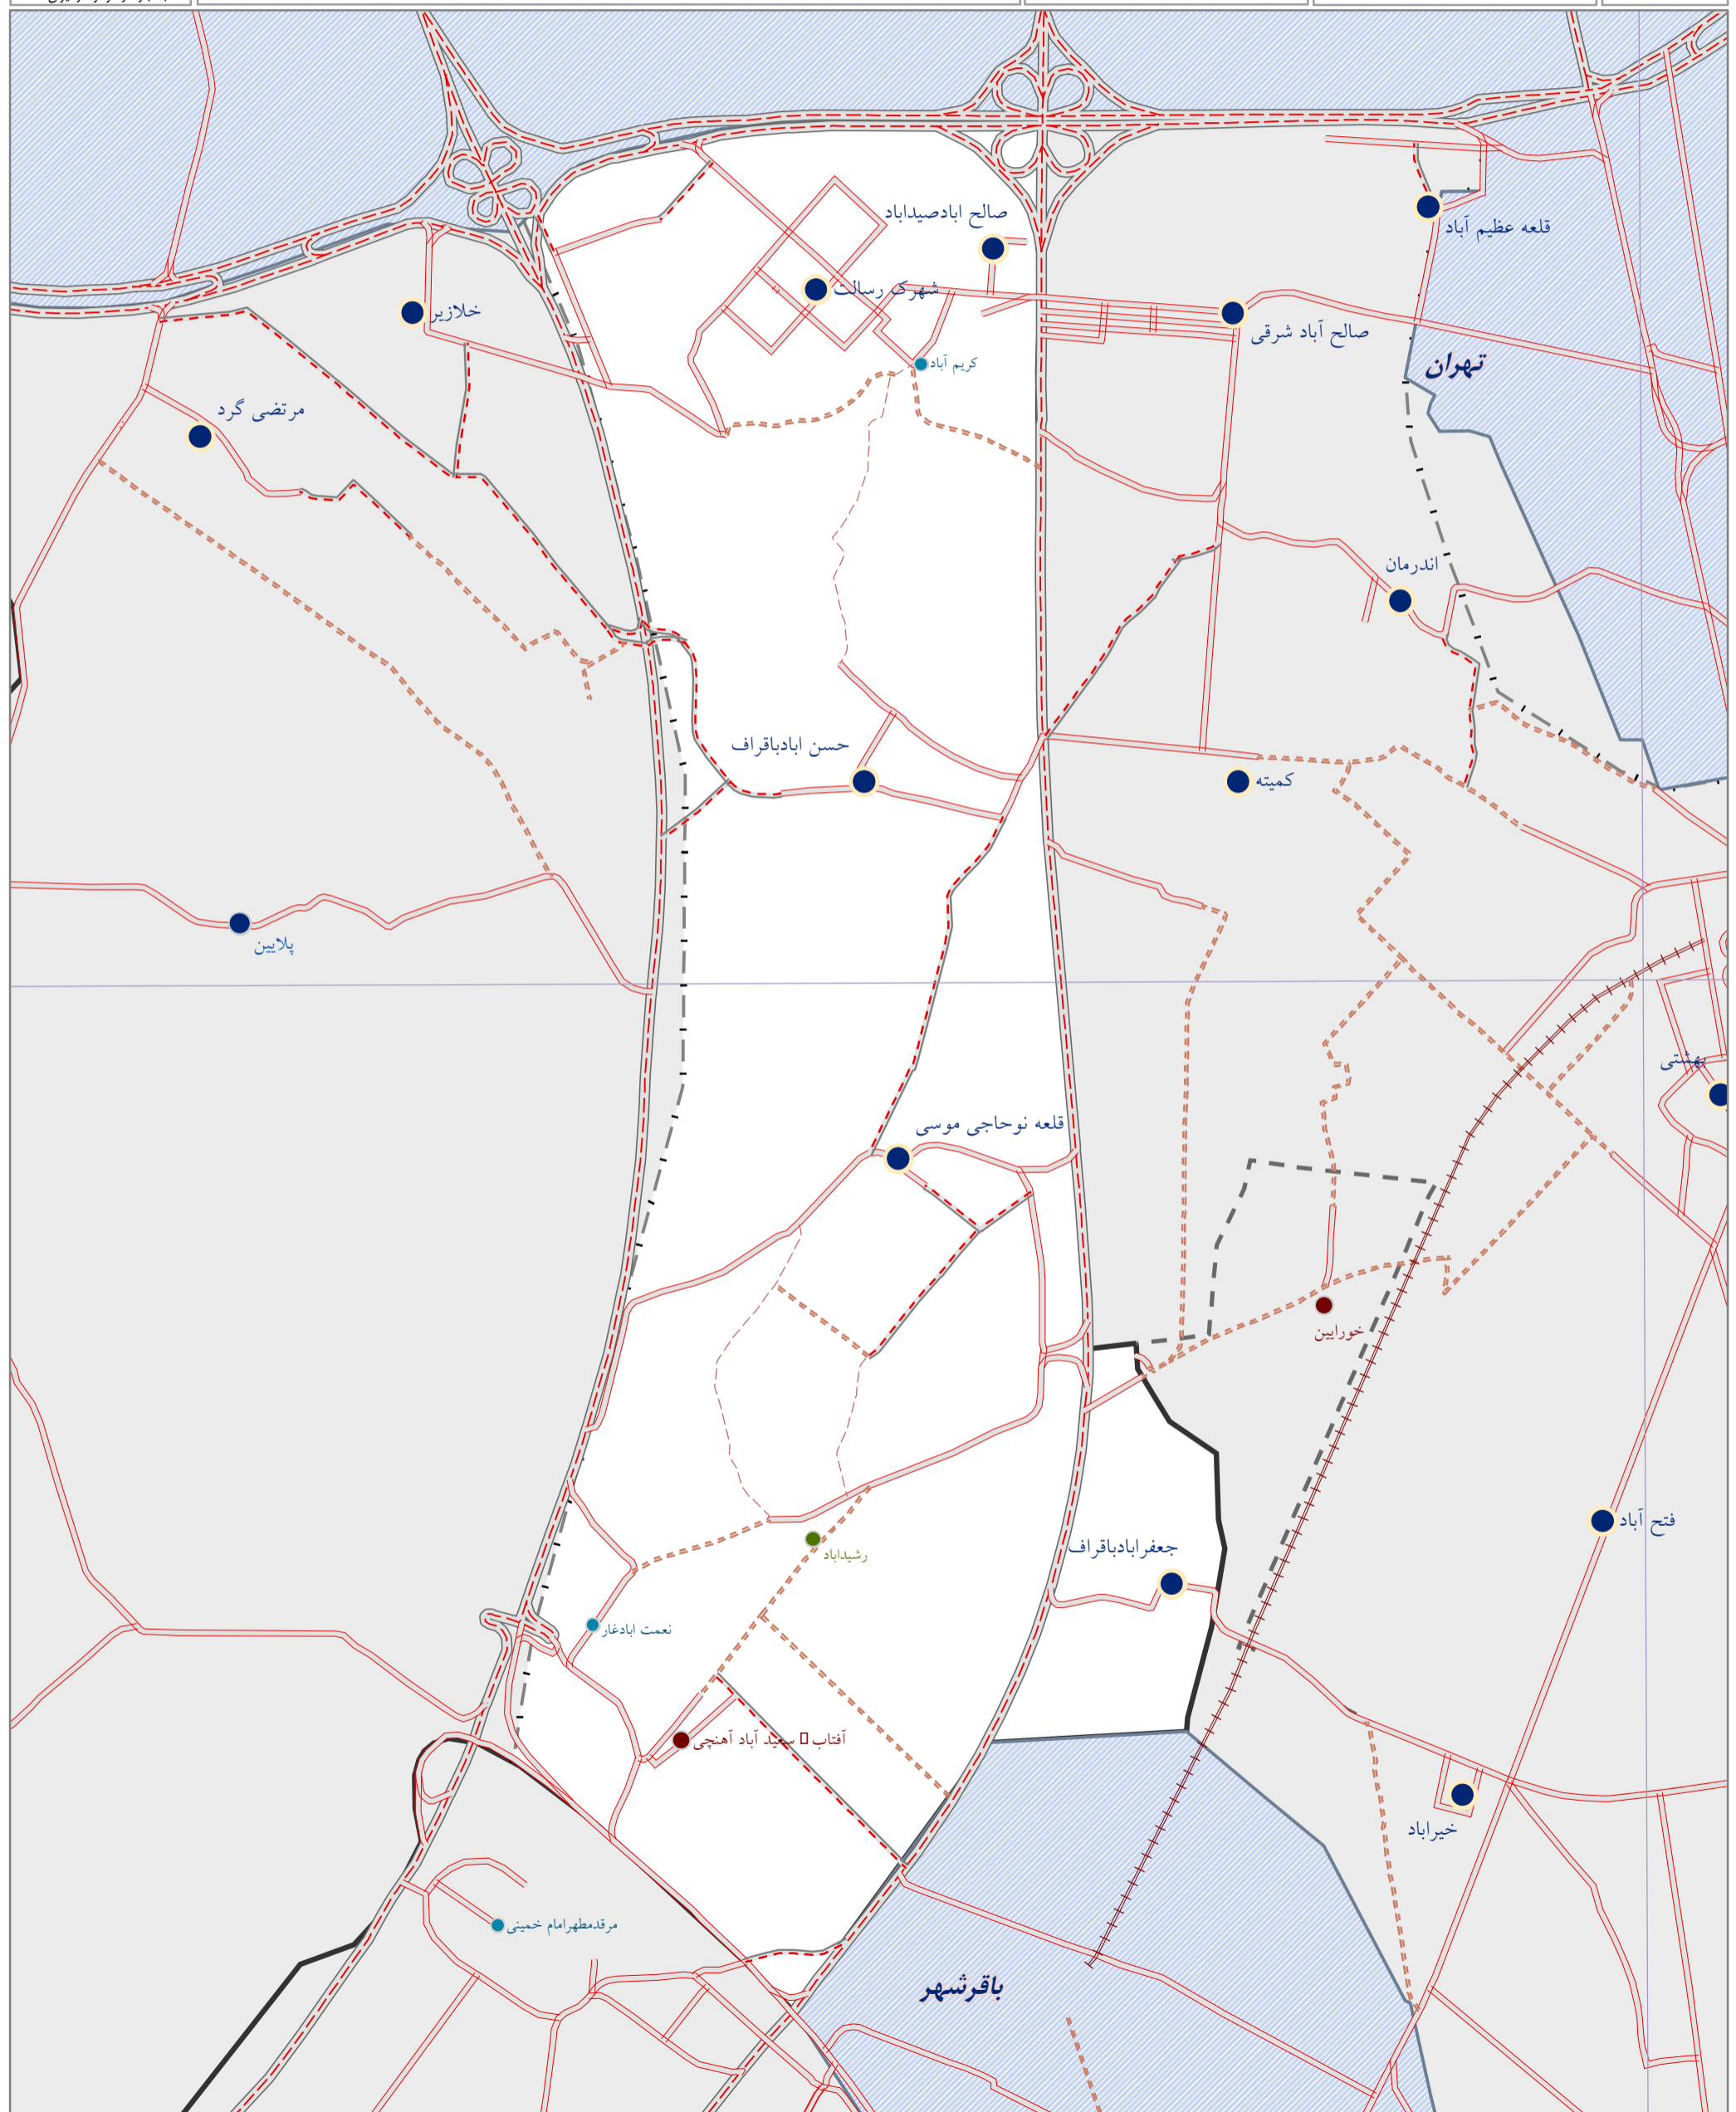 صالح ابادصیداباد
قلعه عظیم آباد
شهرک رسالت
خلازیر
صالح آباد شرقی
کریم آباد
تهران
مرتضی گرد
اندرمان
حسن ابادباقراف
کمیته
پلایین
بهشتی
قلعه نوحاجی موسی
خورایین
فتح آباد
جعفرابادباقراف
رشیداباد
نعمت ابادغار
آفتاب سعید آباد آهنچی
خیراباد
مرقدمطهرامام خمینی
باقرشهر